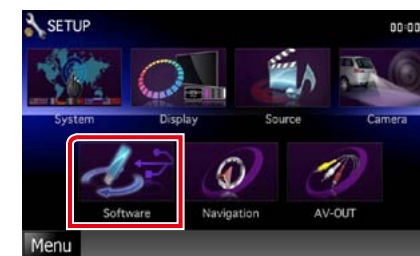 SETUP
00:00
System
Display
Source
Camera
Software
Navigation
AV-OUT
Menu